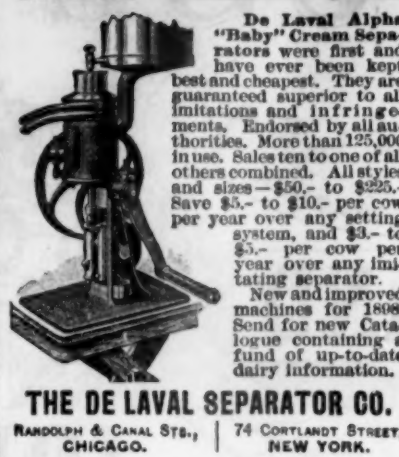 De Laval Alpha
"Baby" Cream Sepa-
rators were first and
have ever been kept
best and cheapest. They are
guaranteed superior to al
imitations and infringe
ments. Endorsed by all au
thorities. More than 125,000
in use. Sales ten to one of al
others combined. All styles
and sizes—$50.- to $225.-
Save $5.- to $10.- per cow
per year over any setting
system, and $3.- to
$5.- per cow per
year over any imi-
tating separator.
New and improved
machines for 1898.
Send for new Cata-
logue containing a
fund of up-to-date
dairy information.
THE DE LAVAL SEPARATOR CO.
RANDOLPH & CANAL STS., | 74 CORTLANDT STREET,
CHICAGO. | NEW YORK.